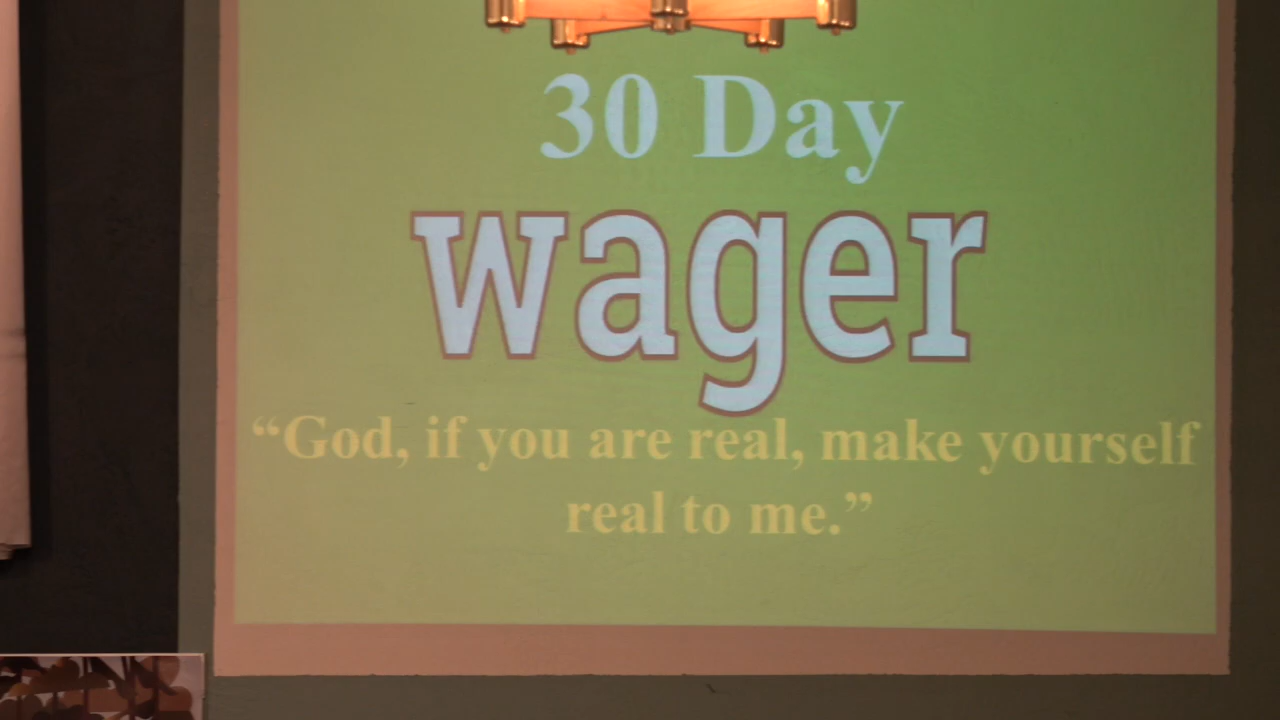 30 Day
wager
“God, if you are real, make yourself
real to me.”